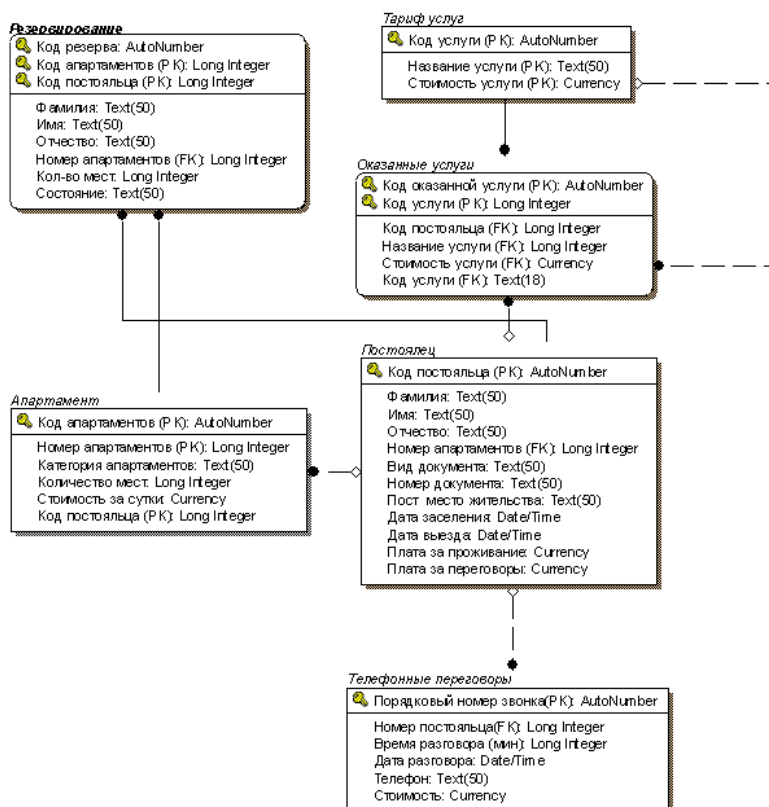 Резервирование
Код резерва: AutoNumber
Код апартаментов (PK): Long Integer
Код постояльца (PK): Long Integer
Фамилия: Text(50)
Имя: Text(50)
Отчество: Text(50)
Номер апартаментов (FK): Long Integer
Кол-во мест: Long Integer
Состояние: Text(50)
Тариф услуг
Код услуги (PK): AutoNumber
Название услуги (PK): Text(50)
Стоимость услуги (PK): Currency
Оказанные услуги
Код оказанной услуги (PK): AutoNumber
Код услуги (PK): Long Integer
Код постояльца (FK): Long Integer
Название услуги (FK): Long Integer
Стоимость услуги (FK): Currency
Код услуги (FK): Text(18)
Постоялец
Код постояльца (PK): AutoNumber
Фамилия: Text(50)
Имя: Text(50)
Отчество: Text(50)
Номер апартаментов (FK): Long Integer
Вид документа: Text(50)
Номер документа: Text(50)
Пост место жительства: Text(50)
Дата заселения: Date/Time
Дата выезда: Date/Time
Плата за проживание: Currency
Плата за переговоры: Currency
Апартамент
Код апартаментов (PK): AutoNumber
Номер апартаментов (PK): Long Integer
Категория апартаментов: Text(50)
Количество мест: Long Integer
Стоимость за сутки: Currency
Код постояльца (PK): Long Integer
Телефонные переговоры
Порядковый номер звонка(PK): AutoNumber
Номер постояльца(FK): Long Integer
Время разговора (мин): Long Integer
Дата разговора: Date/Time
Телефон: Text(50)
Стоимость: Currency